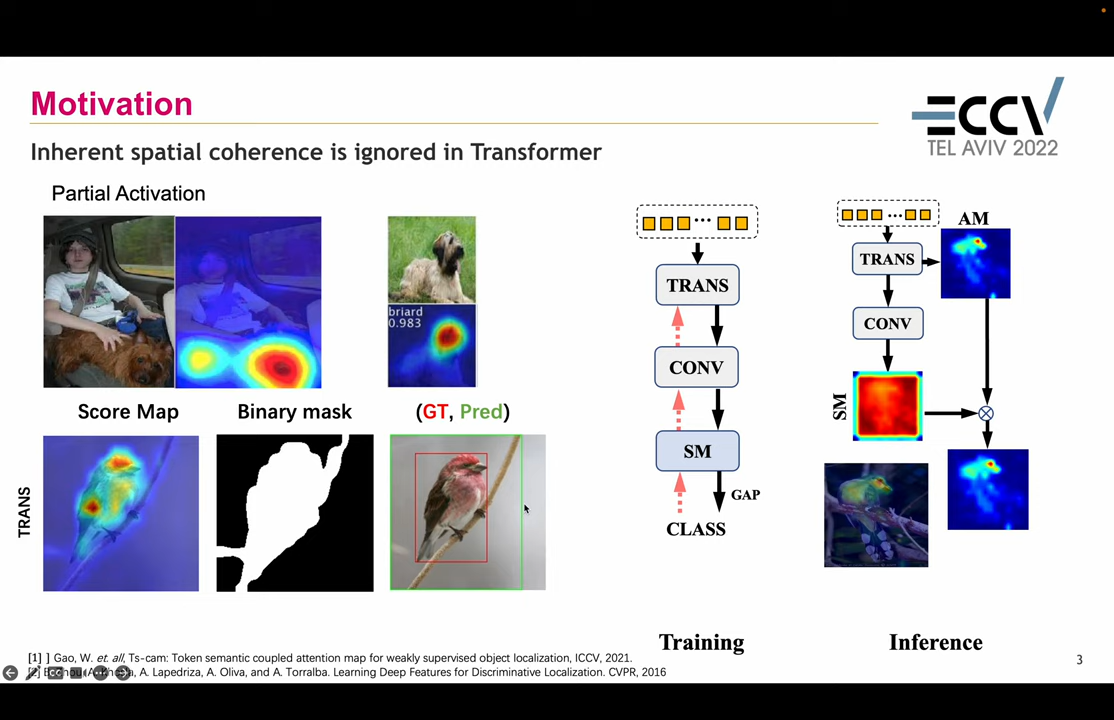 Motivation
ECCV
TEL AVIV 2022
Inherent spatial coherence is ignored in Transformer
Partial Activation
briard
0.983
Score Map
Binary mask
(GT, Pred)
TRANS
TRANS
CONV
SM
GAP
CLASS
Training
AM
TRANS
CONV
SM
Inference
[1] ] Gao, W. et. all, Ts-cam: Token semantic coupled attention map for weakly supervised object localization, ICCV, 2021.
A. Lapedriza, A. Oliva, and A. Torralba. Learning Deep Features for Discriminative Localization. CVPR, 2016
3